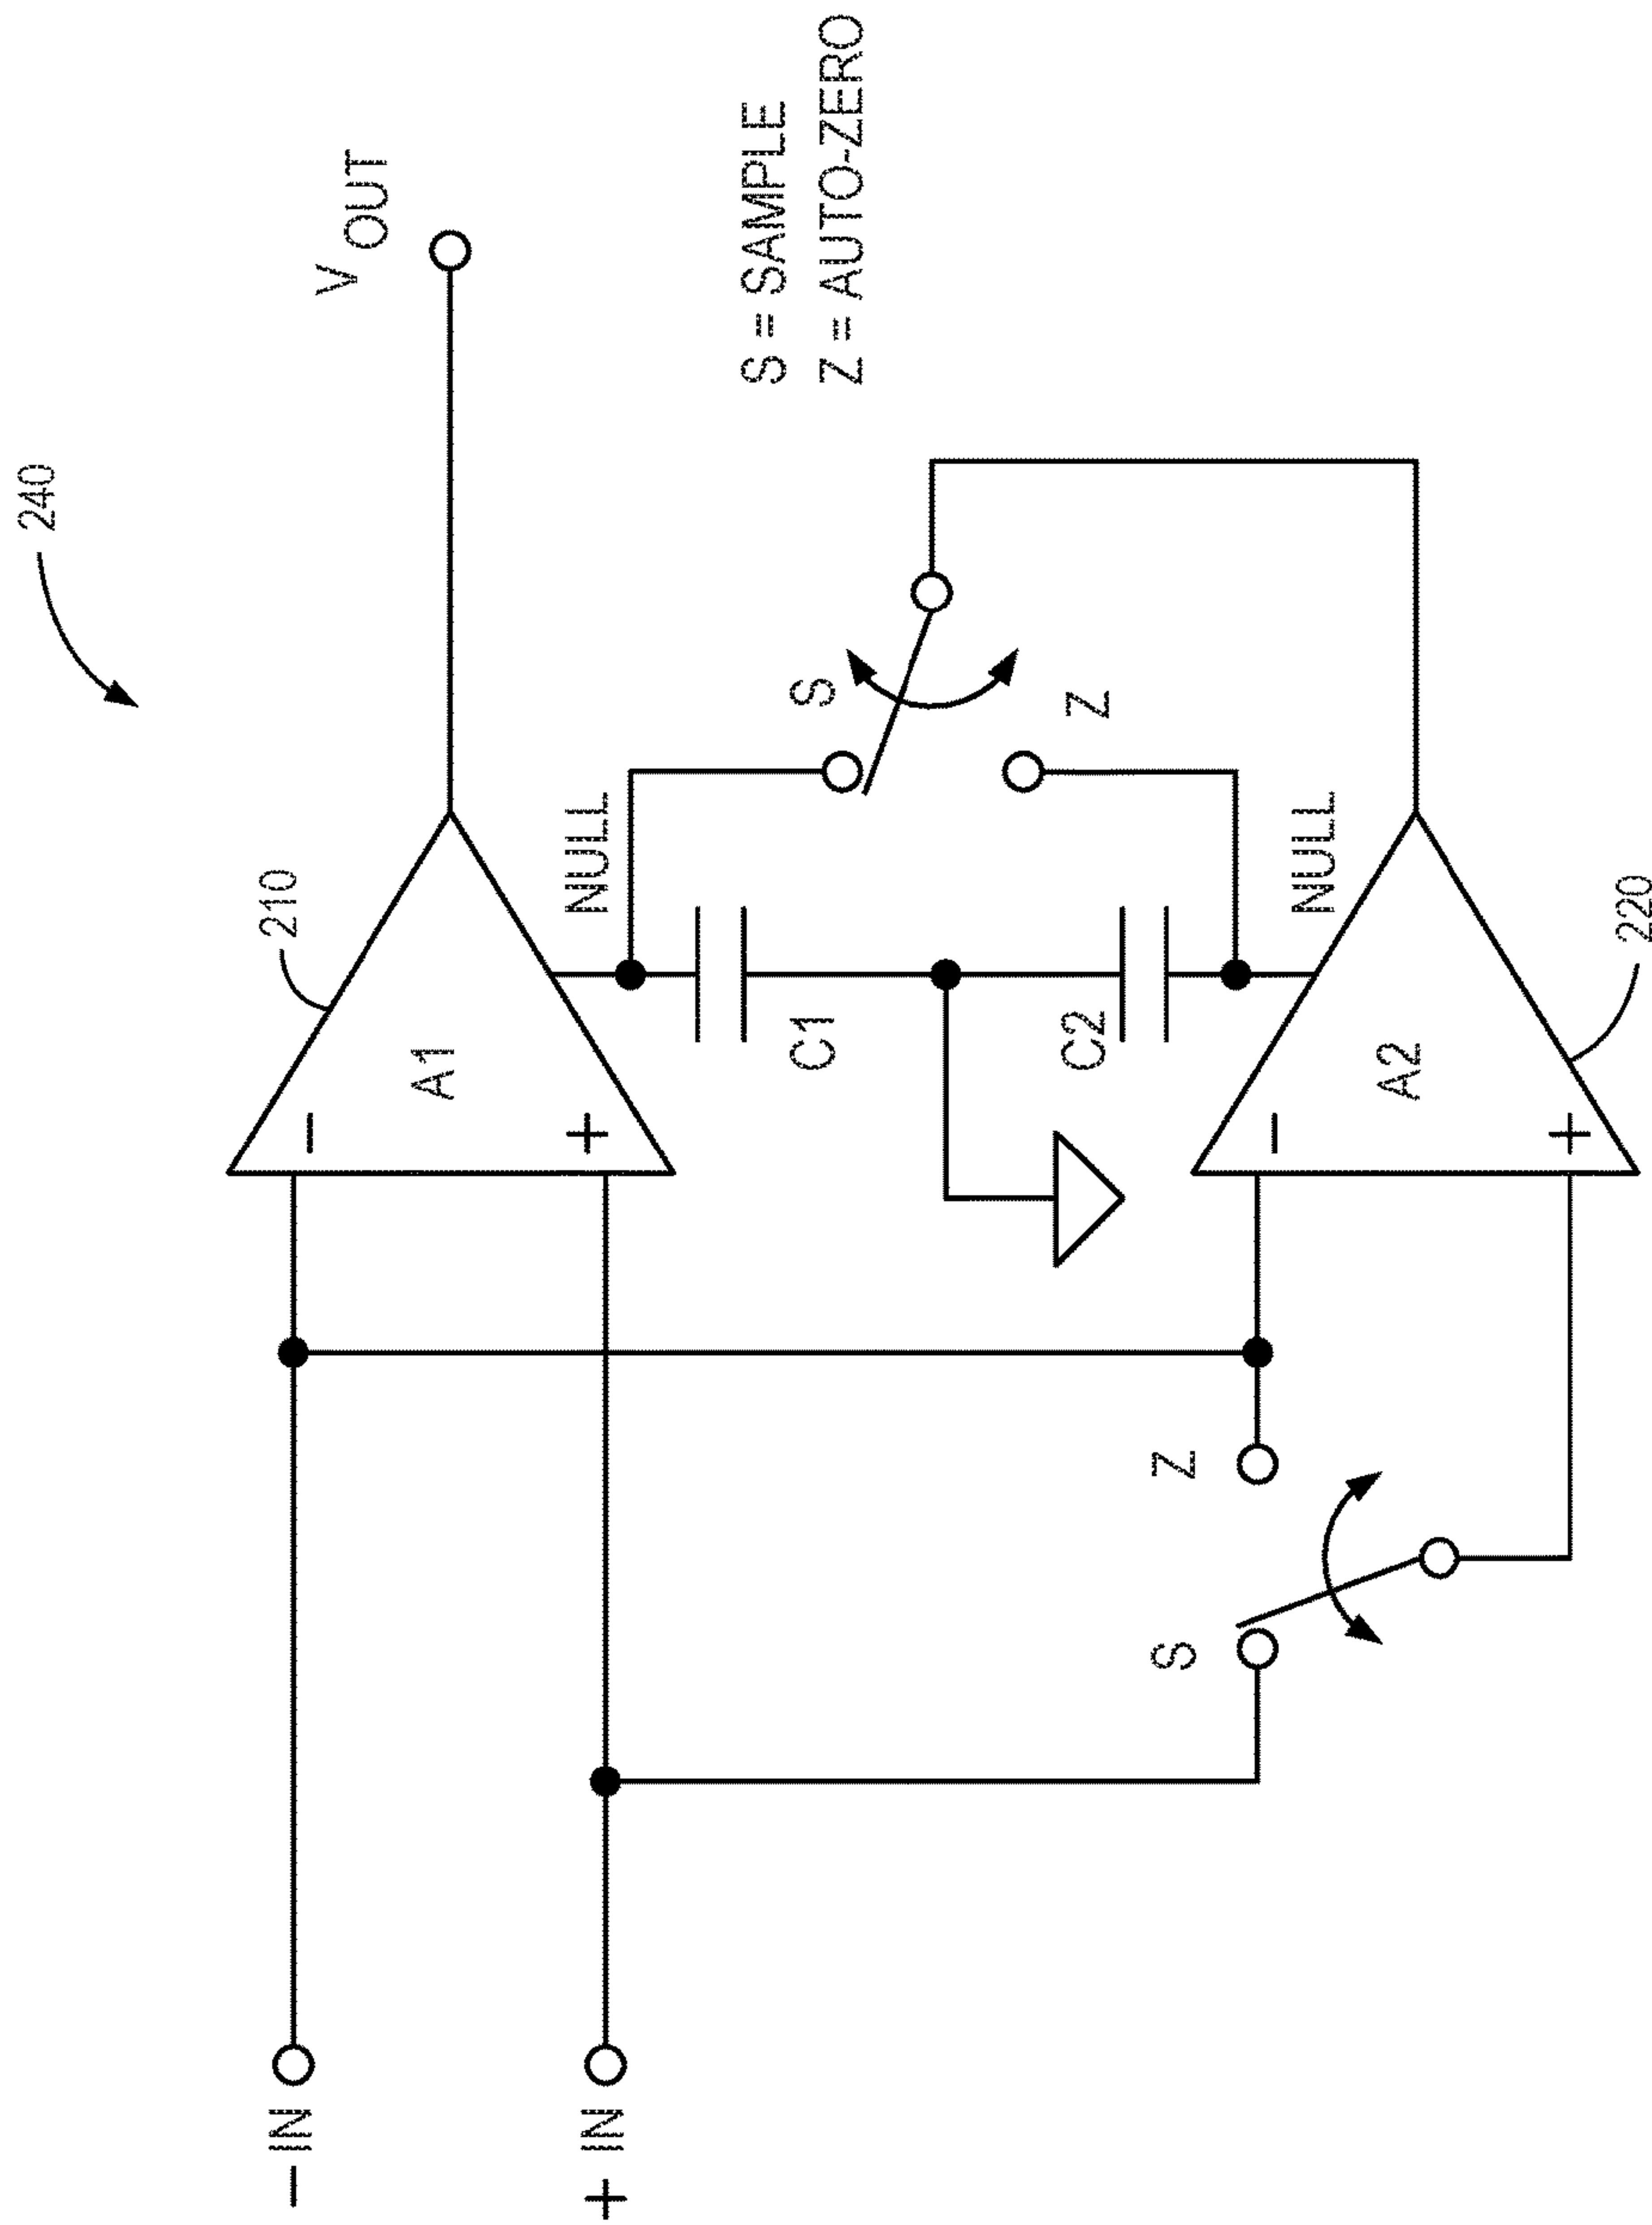 240
V OUT
210
− IN
−
A1
+ IN
+
NULL
S = SAMPLE
Z = AUTO-ZERO
C1
S
C2
Z
S
Z
NULL
−
A2
+
220